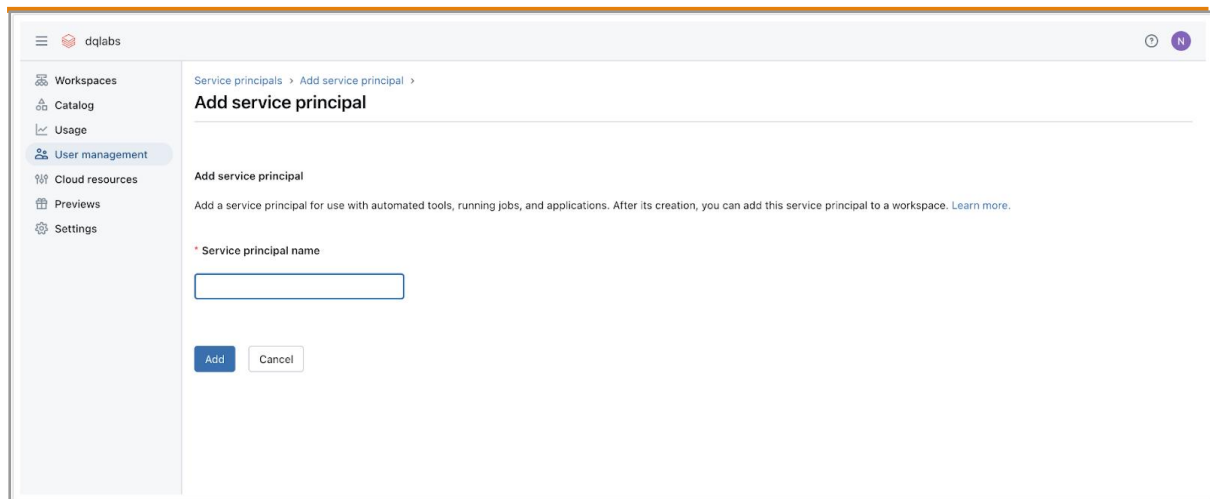 dqlabs
N
Workspaces
Catalog
Usage
User management
Cloud resources
Previews
Settings
Service principals › Add service principal ›
Add service principal
Add service principal
Add a service principal for use with automated tools, running jobs, and applications. After its creation, you can add this service principal to a workspace. Learn more.
* Service principal name
Add Cancel